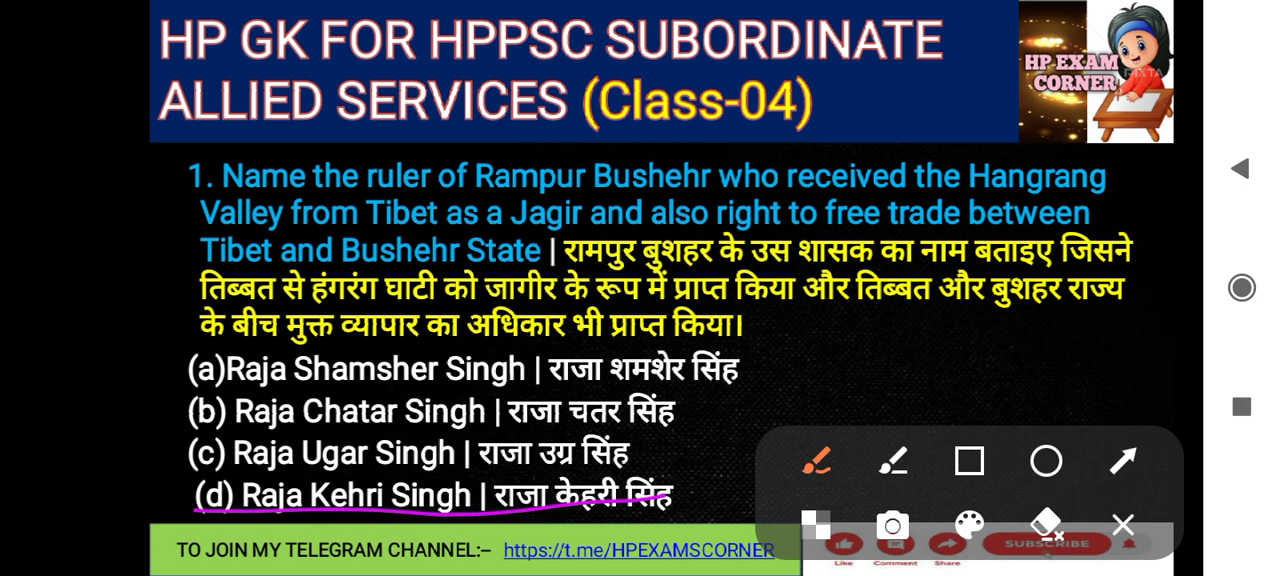 HP GK FOR HPPSC SUBORDINATE
ALLIED SERVICES (Class-04)
HP EXAM
CORNER
1. Name the ruler of Rampur Bushehr who received the Hangrang
Valley from Tibet as a Jagir and also right to free trade between
Tibet and Bushehr State | रामपुर बुशहर के उस शासक का नाम बताइए जिसने
तिब्बत से हंगरंग घाटी को जागीर के रूप में प्राप्त किया और तिब्बत और बुशहर राज्य
के बीच मुक्त व्यापार का अधिकार भी प्राप्त किया।
(a)Raja Shamsher Singh | राजा शमशेर सिंह
(b) Raja Chatar Singh | राजा चतर सिंह
(c) Raja Ugar Singh | राजा उग्र सिंह
(d) Raja Kehri Singh | राजा केहरी सिंह
TO JOIN MY TELEGRAM CHANNEL:– https://t.me/HPEXAMSCORNER
SUBSCRIBE
Like Comment Share